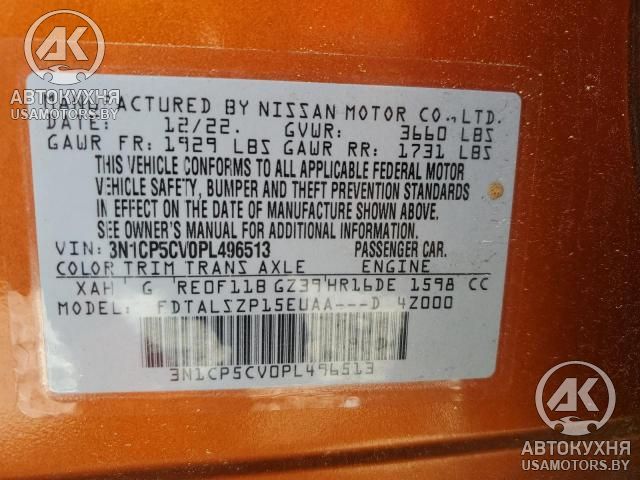 АВТОКУХНЯ
USAMOTORS.BY
MANUFACTURED BY NISSAN MOTOR CO., LTD.
DATE: 12/22. GVWR: 3660 LBS
GAWR FR: 1929 LBS GAWR RR: 1731 LBS
THIS VEHICLE CONFORMS TO ALL APPLICABLE FEDERAL MOTOR
VEHICLE SAFETY, BUMPER AND THEFT PREVENTION STANDARDS
IN EFFECT ON THE DATE OF MANUFACTURE SHOWN ABOVE.
SEE OWNER'S MANUAL FOR ADDITIONAL INFORMATION.
VIN: 3N1CP5CV0PL496513 PASSENGER CAR.
COLOR TRIM TRANS AXLE ENGINE
XAH G RE0F11B GZ39 HR16DE 1598 CC
MODEL: FDTALSZP15EUAA---D 4Z000
3N1CP5CV0PL496513
AK
АВТОКУХНЯ
USAMOTORS.BY